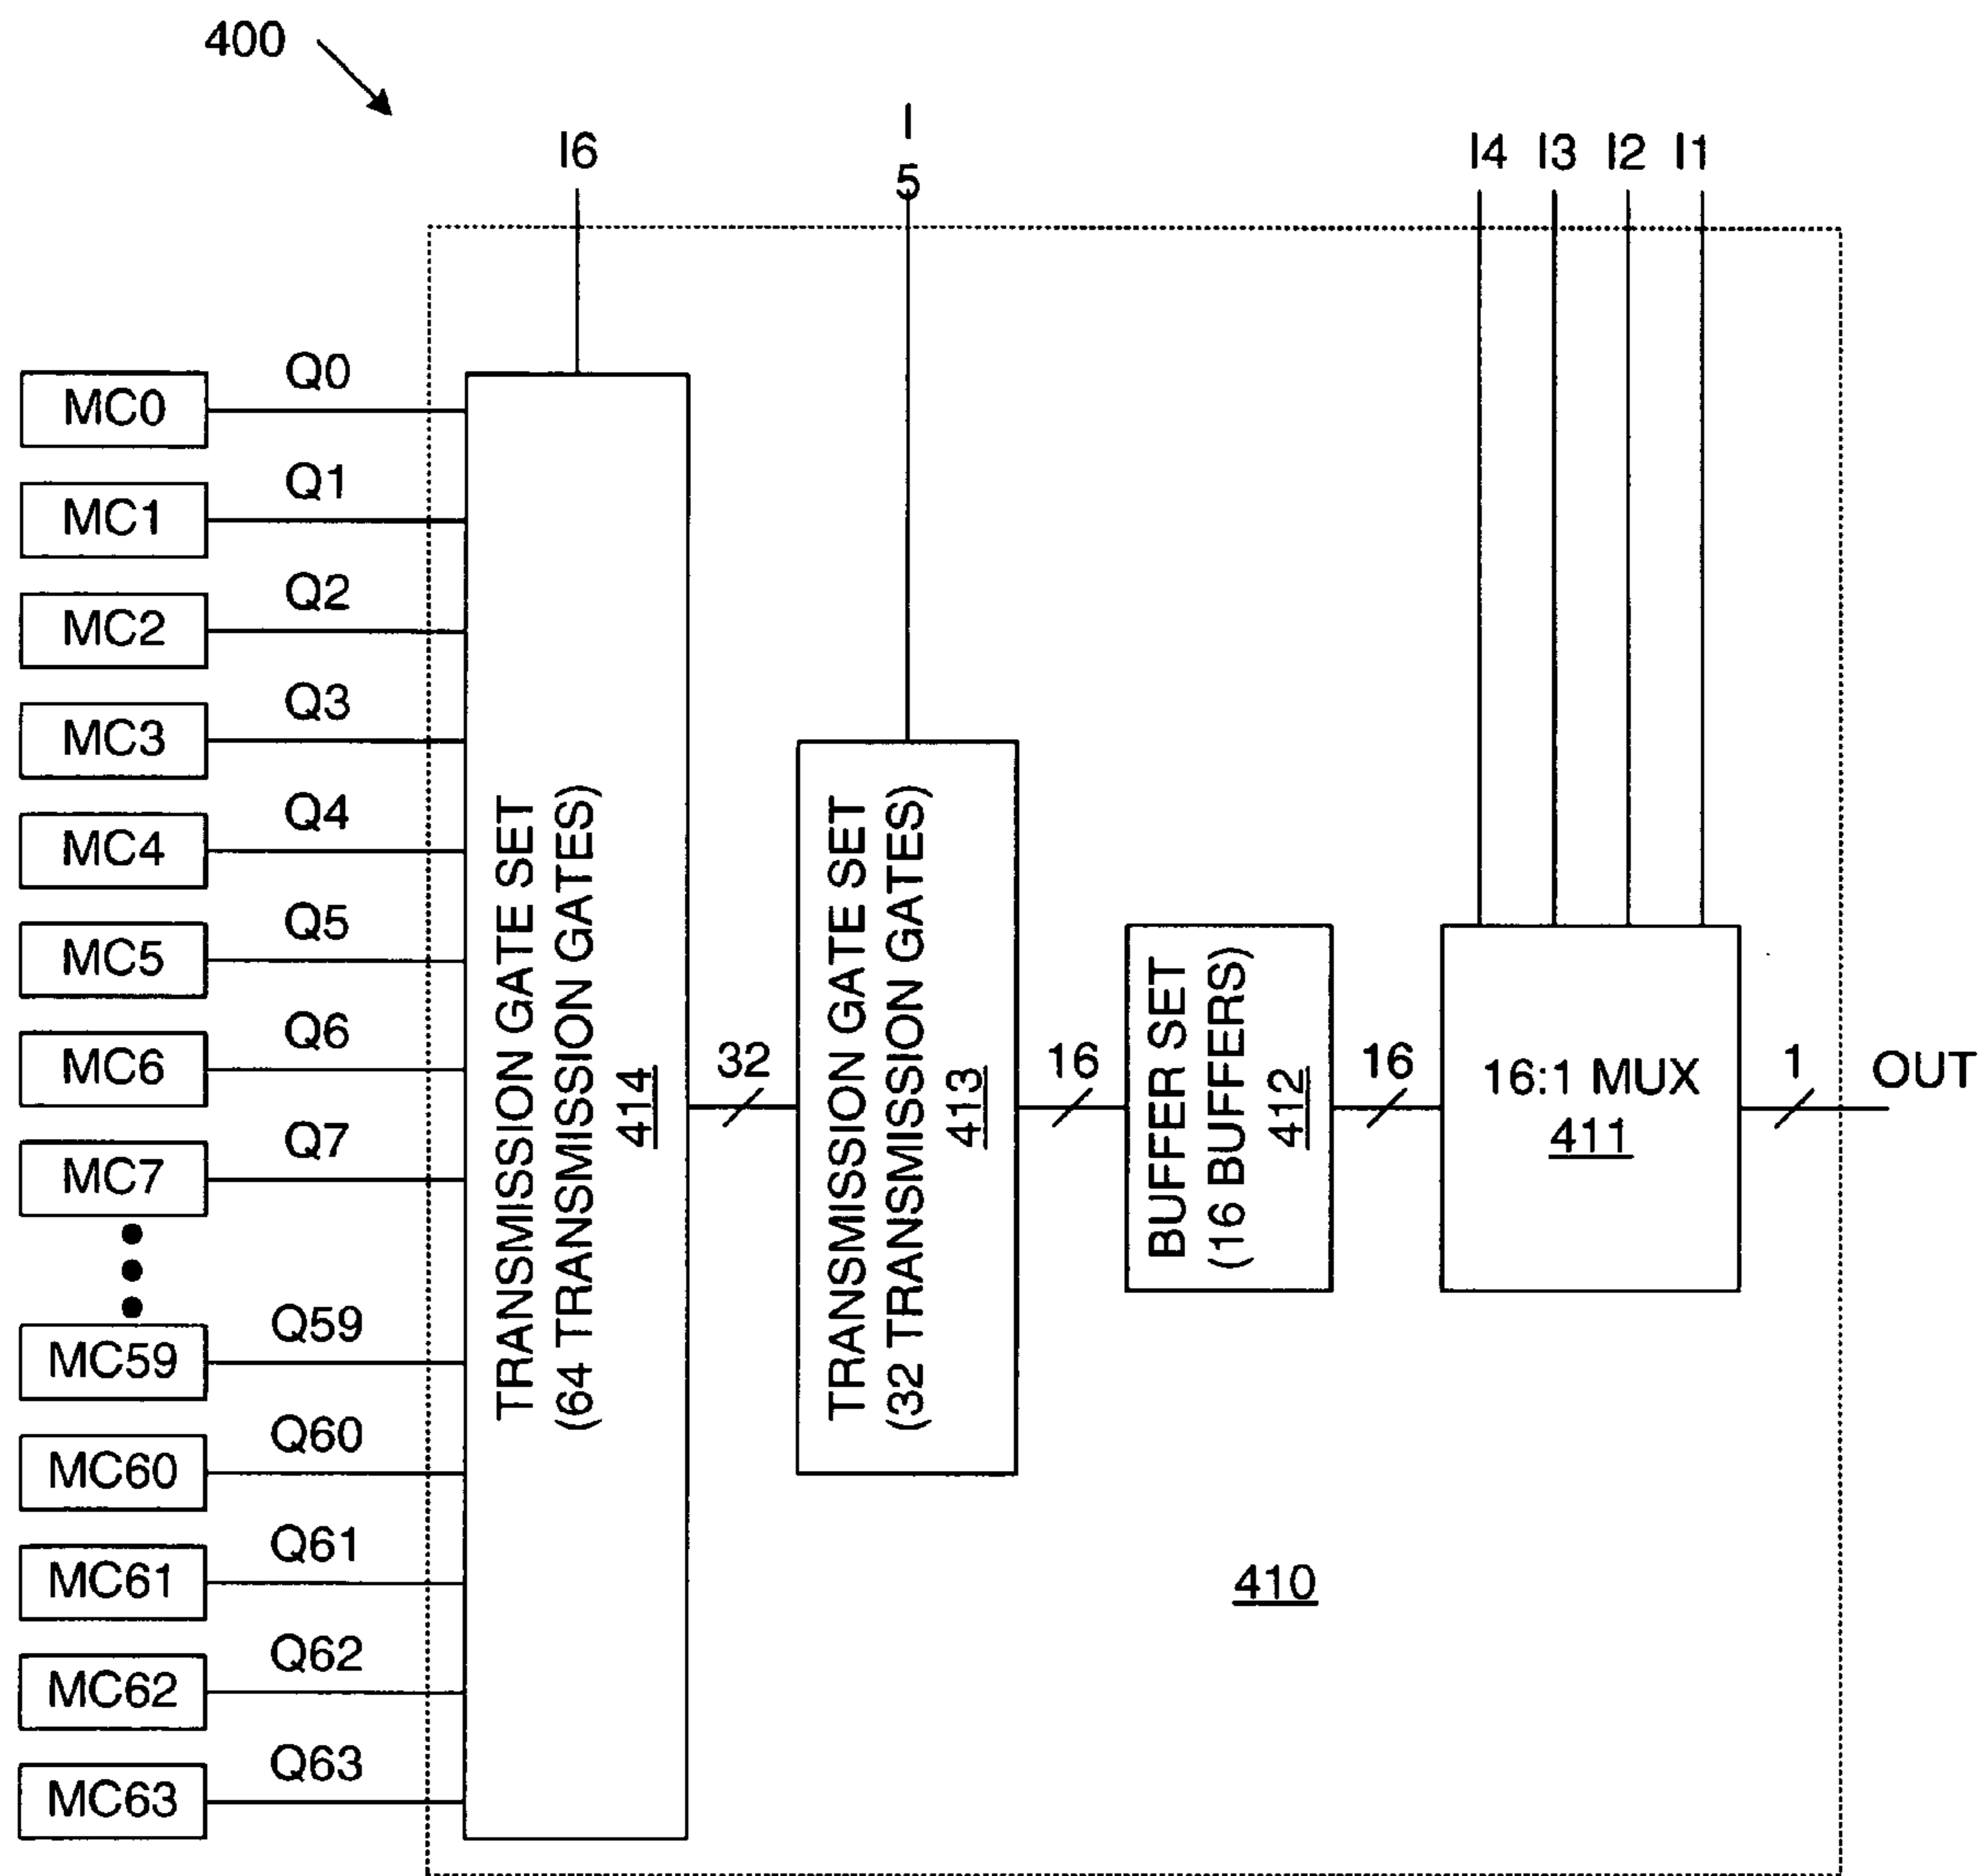 400
I6
I
5
I4 I3 I2 I1
MC0 Q0
MC1 Q1
MC2 Q2
MC3 Q3
MC4 Q4
MC5 Q5
MC6 Q6
MC7 Q7
MC59 Q59
MC60 Q60
MC61 Q61
MC62 Q62
MC63 Q63
TRANSMISSION GATE SET
(64 TRANSMISSION GATES)
414
32
TRANSMISSION GATE SET
(32 TRANSMISSION GATES)
413
16
BUFFER SET
(16 BUFFERS)
412
16
16:1 MUX
411
1
OUT
410